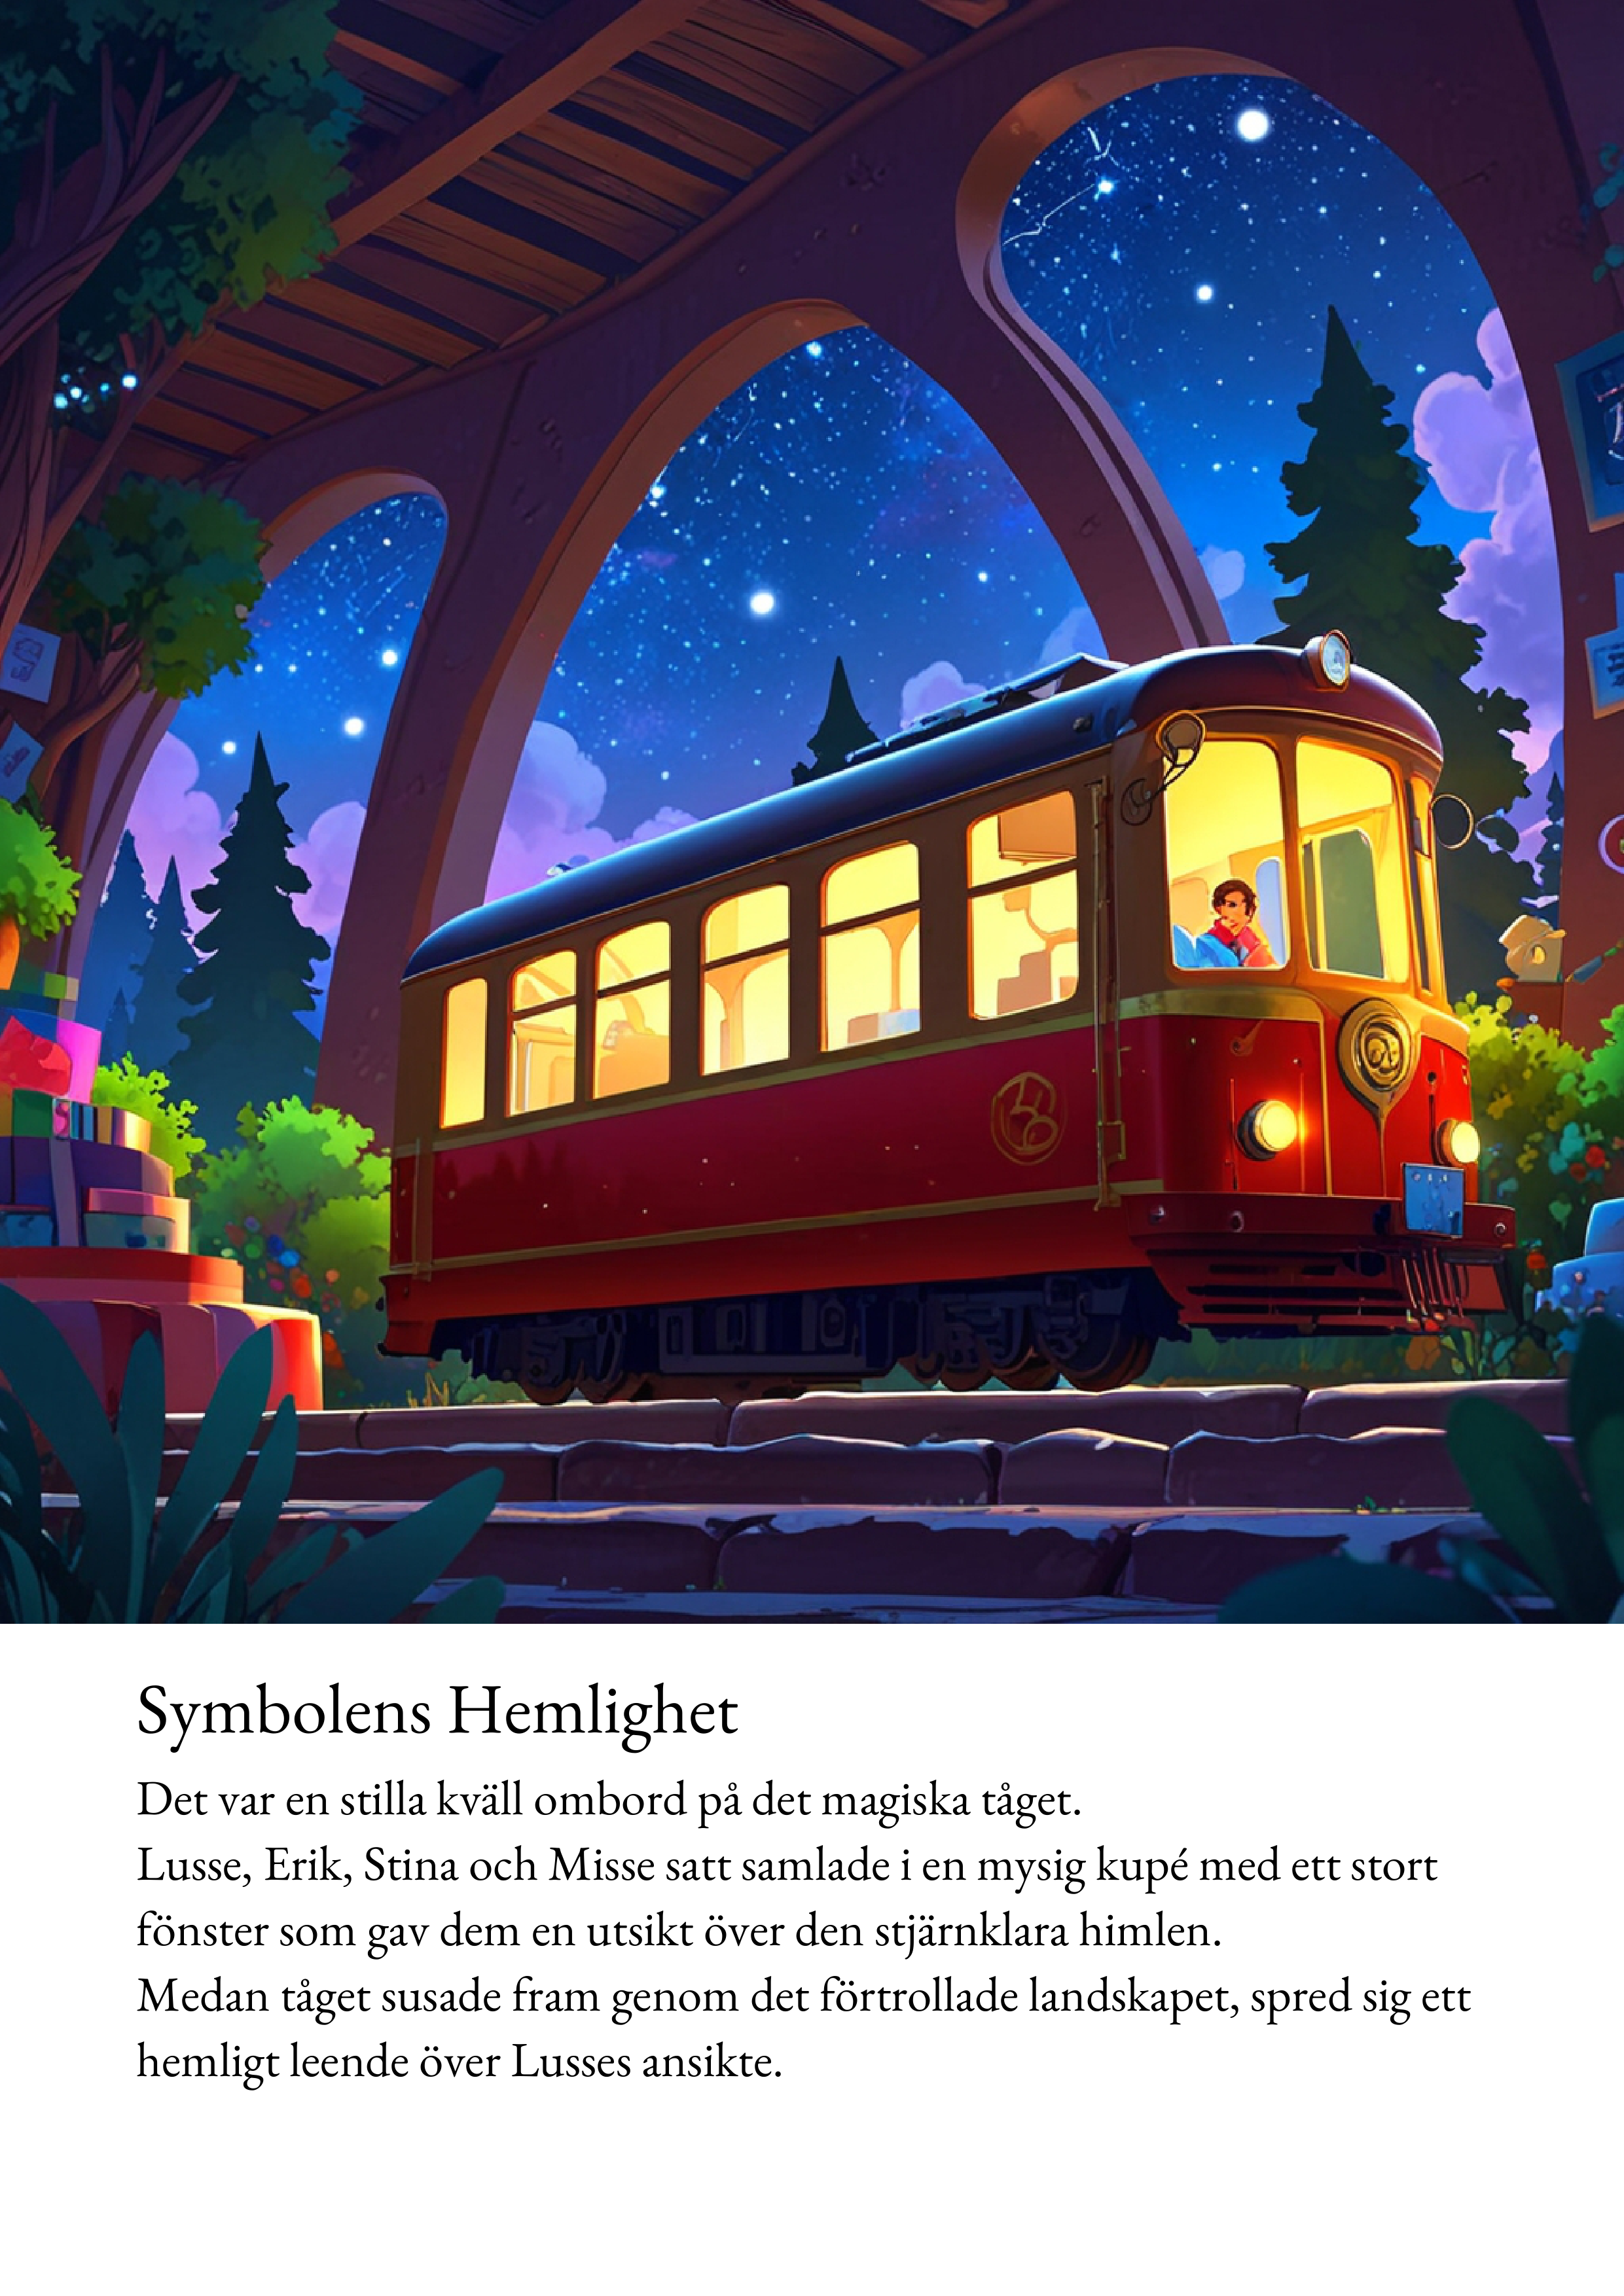 Symbolens Hemlighet
Det var en stilla kväll ombord på det magiska tåget.
Lusse, Erik, Stina och Misse satt samlade i en mysig kupé med ett stort
fönster som gav dem en utsikt över den stjärnklara himlen.
Medan tåget susade fram genom det förtrollade landskapet, spred sig ett
hemligt leende över Lusses ansikte.